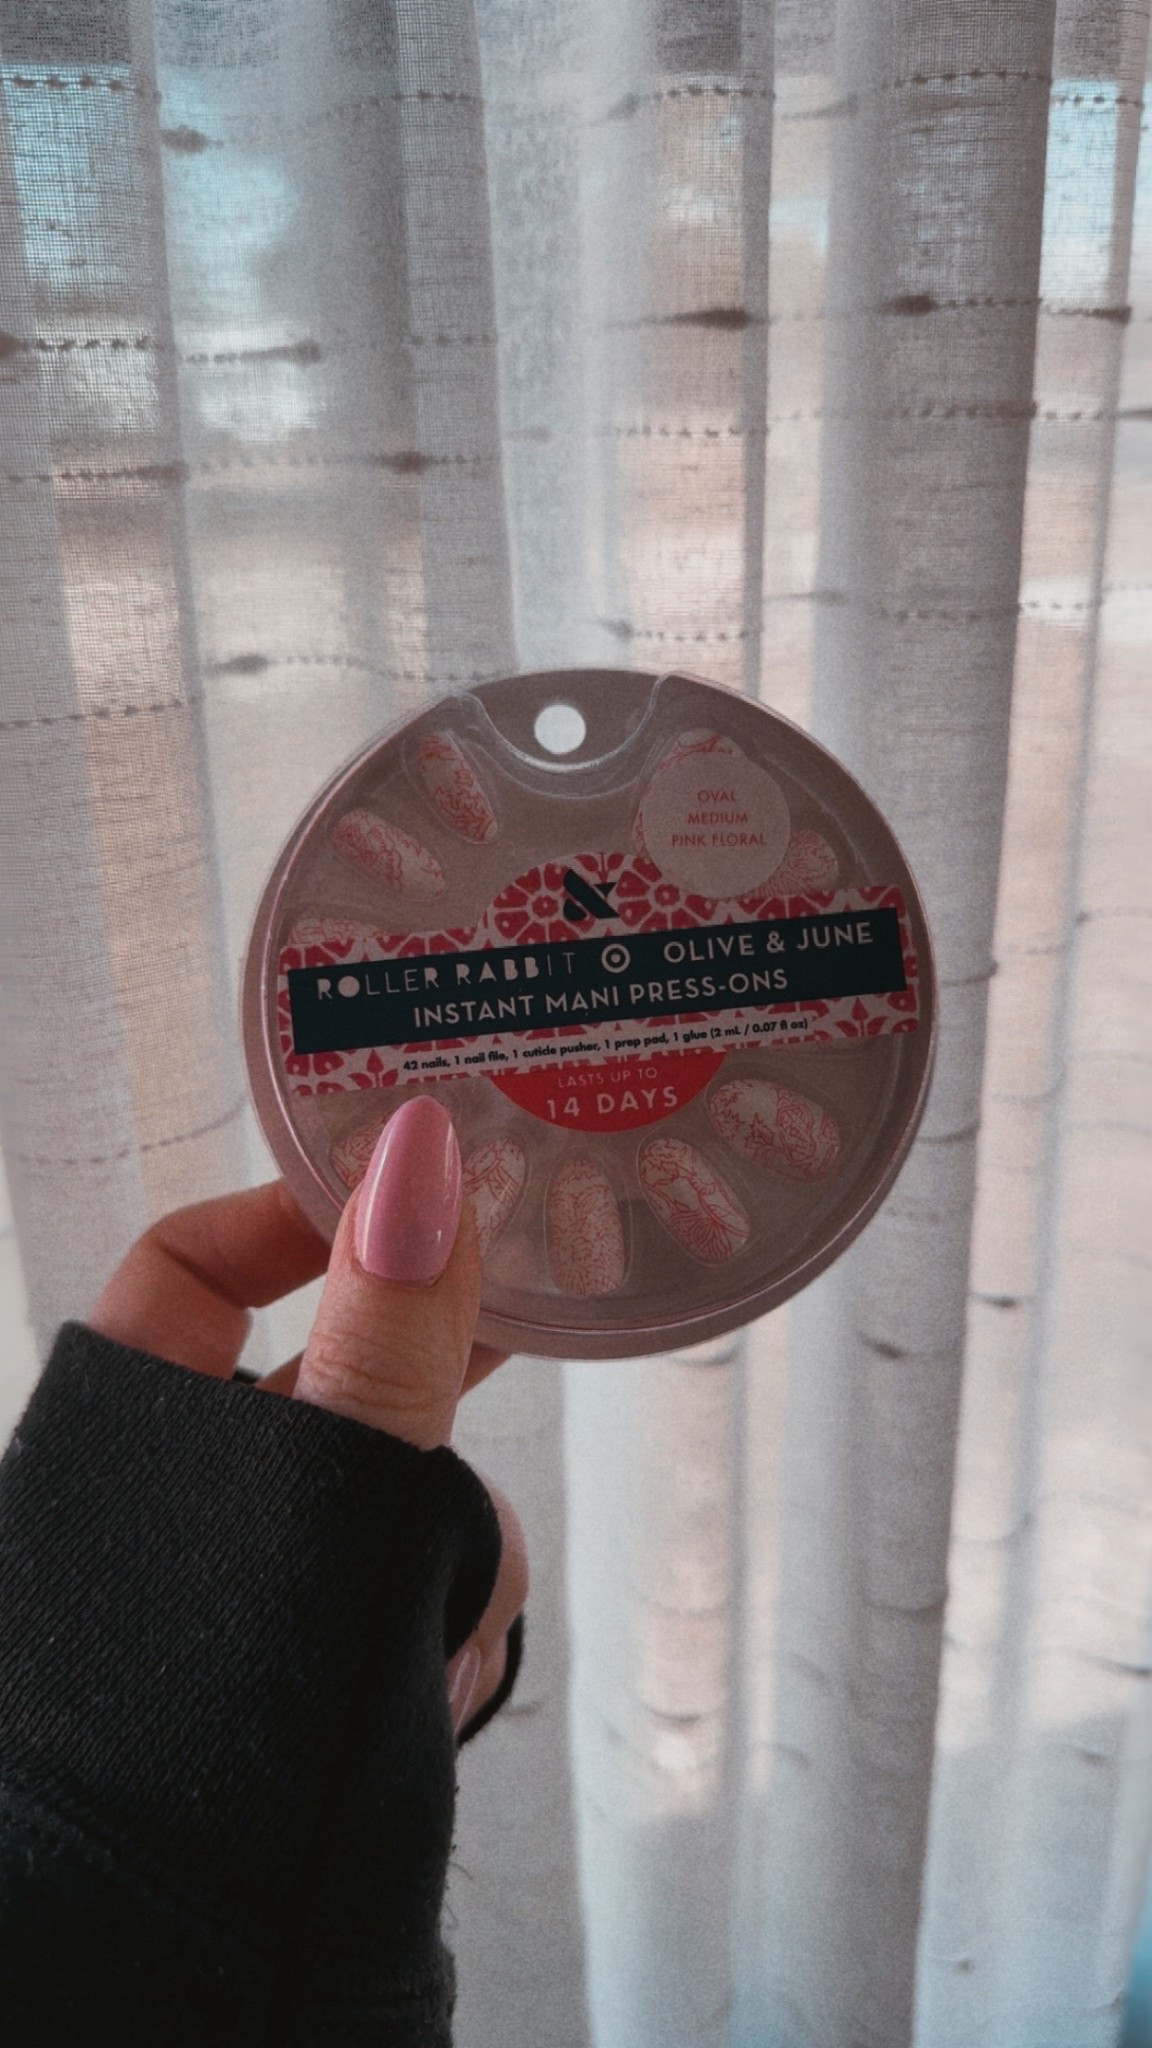 OVAL
MEDIUM
PINK FLORAL
&
ROLLER RABBIT OLIVE & JUNE
INSTANT MANI PRESS-ONS
42 nails, 1 nail file, 1 cuticle pusher, 1 prep pad, 1 glue (2 mL / 0.07 fl oz)
LASTS UP TO
14 DAYS